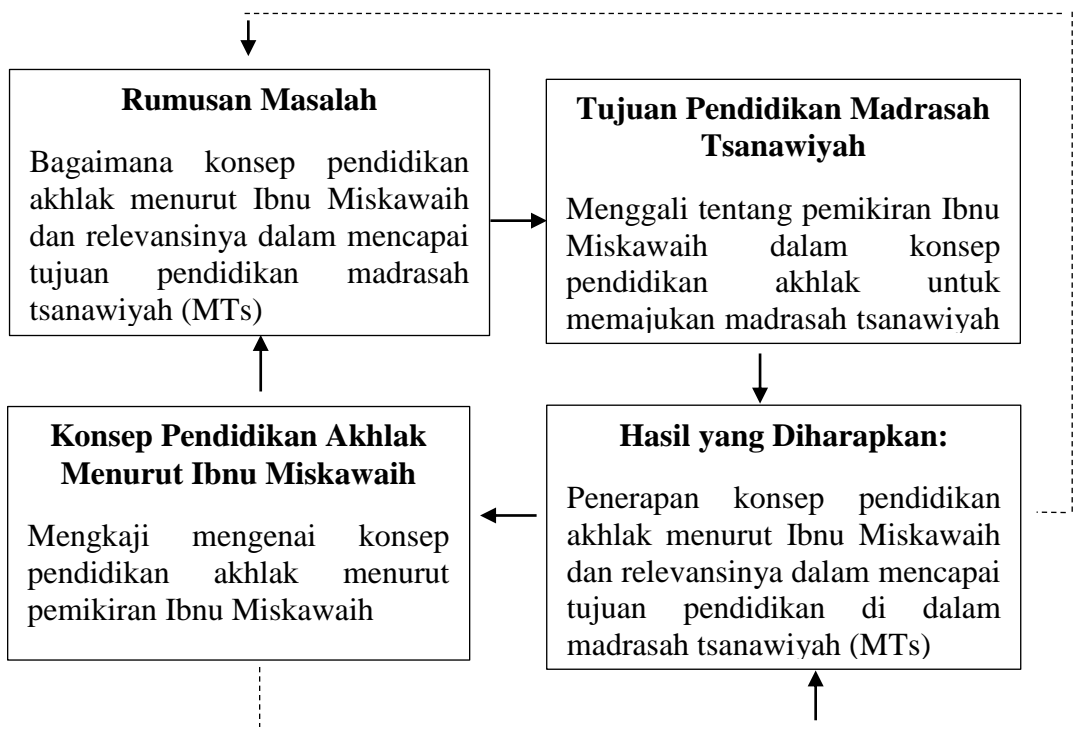 Rumusan Masalah
Bagaimana konsep pendidikan
akhlak menurut Ibnu Miskawaih
dan relevansinya dalam mencapai
tujuan pendidikan madrasah
tsanawiyah (MTs)
Tujuan Pendidikan Madrasah
Tsanawiyah
Menggali tentang pemikiran Ibnu
Miskawaih dalam konsep
pendidikan akhlak untuk
memajukan madrasah tsanawiyah
Konsep Pendidikan Akhlak
Menurut Ibnu Miskawaih
Mengkaji mengenai konsep
pendidikan akhlak menurut
pemikiran Ibnu Miskawaih
Hasil yang Diharapkan:
Penerapan konsep pendidikan
akhlak menurut Ibnu Miskawaih
dan relevansinya dalam mencapai
tujuan pendidikan di dalam
madrasah tsanawiyah (MTs)